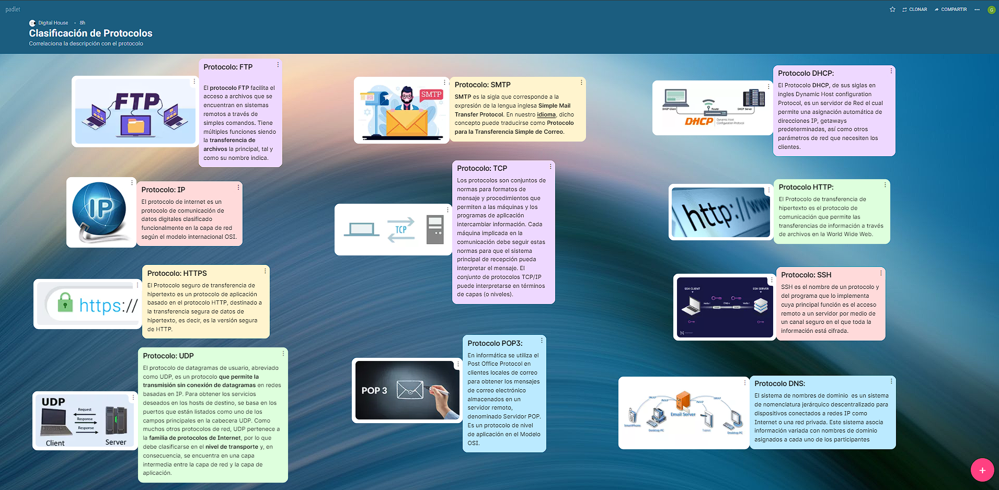 padlet
CLONAR
COMPARTIR
G
Digital House • 8h
Clasificación de Protocolos
Correlaciona la descripción con el protocolo
FTP
Protocolo: FTP
El protocolo FTP facilita el
acceso a archivos que se
encuentran en sistemas
remotos a través de
simples comandos. Tiene
múltiples funciones siendo
la transferencia de
archivos la principal, tal y
como su nombre indica.
SMTP
Protocolo: SMTP
SMTP es la sigla que corresponde a la
expresión de la lengua inglesa Simple Mail
Transfer Protocol. En nuestro idioma, dicho
concepto puede traducirse como Protocolo
para la Transferencia Simple de Correo.
DHCP Client
Router
DHCP Server
DHCP
Dynamic Host
Configuration
Protocol
Protocolo DHCP:
El Protocolo DHCP, de sus siglas en
ingles Dynamic Host configuration
Protocol, es un servidor de Red el cual
permite una asignación automática de
direcciones IP, getaways
predeterminadas, así como otros
parámetros de red que necesiten los
clientes.
IP
Protocolo: IP
El protocolo de internet es un
protocolo de comunicación de
datos digitales clasificado
funcionalmente en la capa de red
según el modelo internacional OSI.
TCP
Protocolo: TCP
Los protocolos son conjuntos de
normas para formatos de
mensaje y procedimientos que
permiten a las máquinas y los
programas de aplicación
intercambiar información. Cada
máquina implicada en la
comunicación debe seguir estas
normas para que el sistema
principal de recepción pueda
interpretar el mensaje. El
conjunto de protocolos TCP/IP
puede interpretarse en términos
de capas (o niveles).
http://www
Protocolo HTTP:
El Protocolo de transferencia de
hipertexto es el protocolo de
comunicación que permite las
transferencias de información a través
de archivos en la World Wide Web.
https://
Protocolo: HTTPS
El Protocolo seguro de transferencia de
hipertexto es un protocolo de aplicación
basado en el protocolo HTTP, destinado a
la transferencia segura de datos de
hipertexto, es decir, es la versión segura
de HTTP.
SSH CLIENT
SSH SERVER
Hello !
Hello !
Protocolo: SSH
SSH es el nombre de un protocolo y
del programa que lo implementa
cuya principal función es el acceso
remoto a un servidor por medio de
un canal seguro en el que toda la
información está cifrada.
UDP
Request
Response
Response
Client
Server
Protocolo: UDP
El protocolo de datagramas de usuario, abreviado
como UDP, es un protocolo que permite la
transmisión sin conexión de datagramas en redes
basadas en IP. Para obtener los servicios
deseados en los hosts de destino, se basa en los
puertos que están listados como uno de los
campos principales en la cabecera UDP. Como
muchos otros protocolos de red, UDP pertenece a
la familia de protocolos de Internet, por lo que
debe clasificarse en el nivel de transporte y, en
consecuencia, se encuentra en una capa
intermedia entre la capa de red y la capa de
aplicación.
POP 3
Protocolo POP3:
En informática se utiliza el
Post Office Protocol en
clientes locales de correo
para obtener los mensajes
de correo electrónico
almacenados en un
servidor remoto,
denominado Servidor POP.
Es un protocolo de nivel
de aplicación en el Modelo
OSI.
IMAP
IMAP
IMAP
IMAP
Email Server
SmartPhone
Desktop PC
Tablet
Desktop PC
Protocolo DNS:
El sistema de nombres de dominio es un sistema
de nomenclatura jerárquico descentralizado para
dispositivos conectados a redes IP como
Internet o una red privada. Este sistema asocia
información variada con nombres de dominio
asignados a cada uno de los participantes